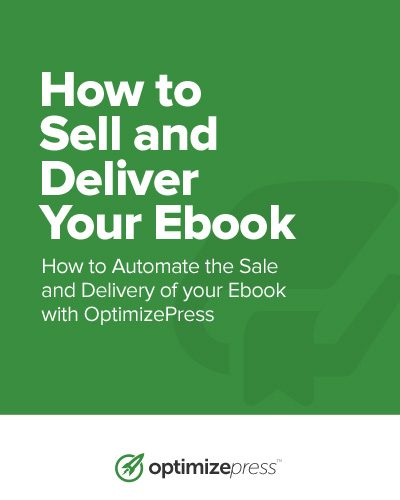 How to
Sell and
Deliver
Your Ebook
How to Automate the Sale
and Delivery of your Ebook
with OptimizePress
optimizepress™